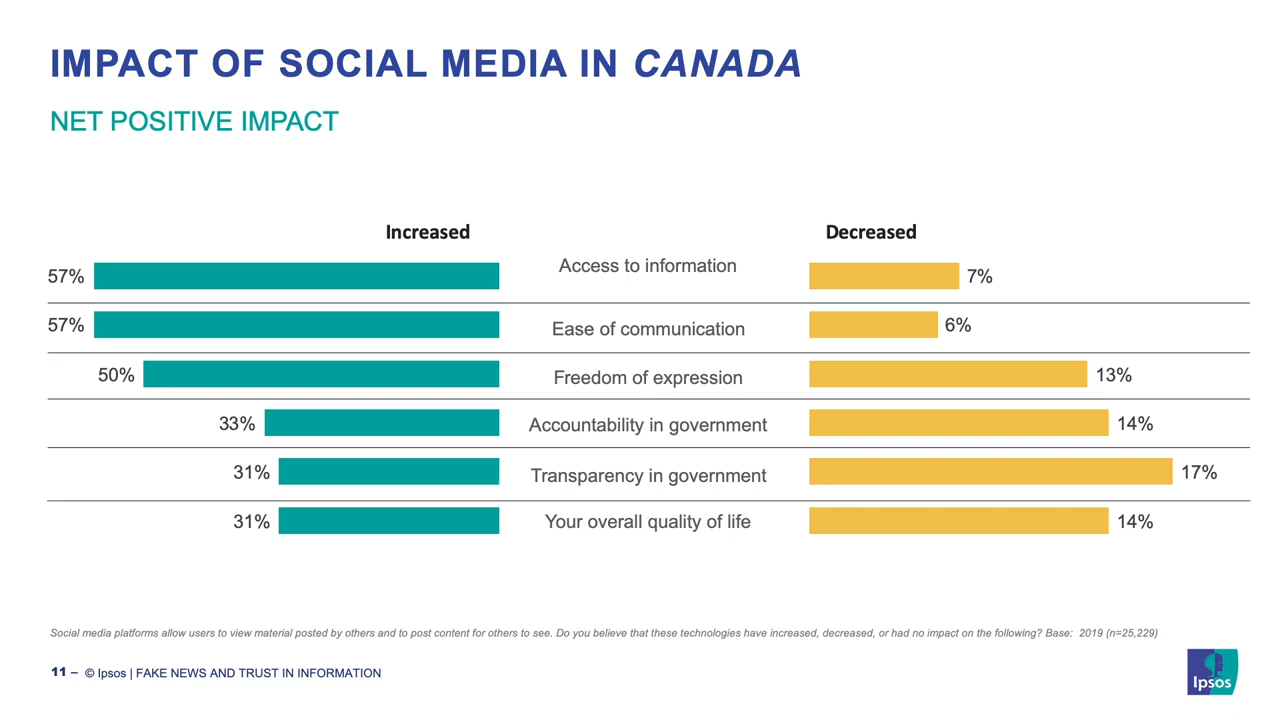 IMPACT OF SOCIAL MEDIA IN CANADA
NET POSITIVE IMPACT
Increased
Decreased
57% Access to information 7%
57% Ease of communication 6%
50% Freedom of expression 13%
33% Accountability in government 14%
31% Transparency in government 17%
31% Your overall quality of life 14%
Social media platforms allow users to view material posted by others and to post content for others to see. Do you believe that these technologies have increased, decreased, or had no impact on the following? Base: 2019 (n=25,229)
11 – © Ipsos | FAKE NEWS AND TRUST IN INFORMATION
Ipsos